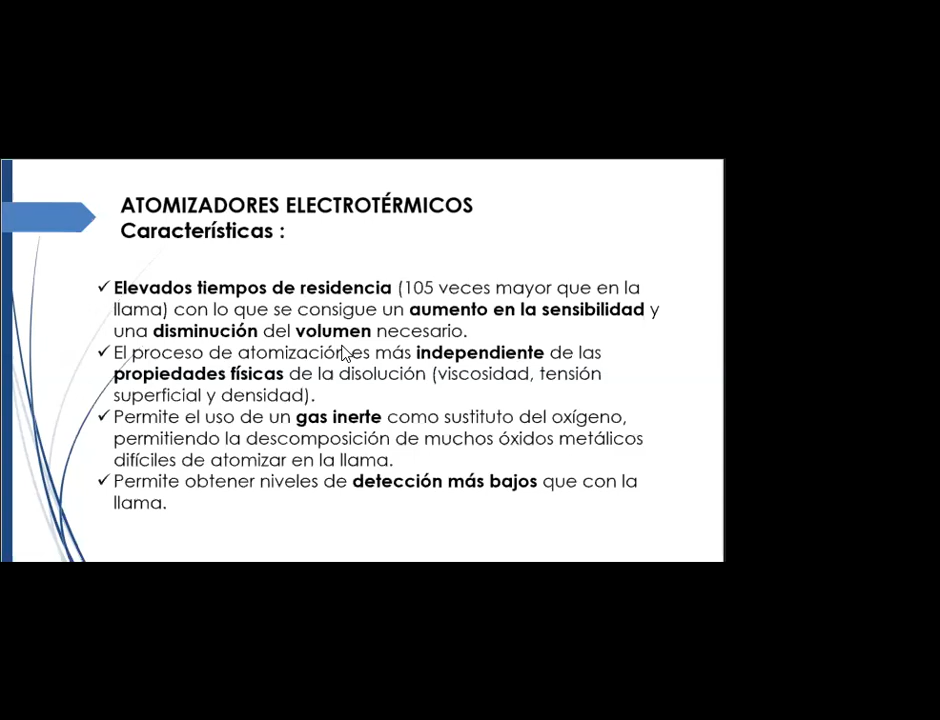 ATOMIZADORES ELECTROTÉRMICOS
Características :
✓Elevados tiempos de residencia (105 veces mayor que en la
llama) con lo que se consigue un aumento en la sensibilidad y
una disminución del volumen necesario.
✓El proceso de atomización es más independiente de las
propiedades físicas de la disolución (viscosidad, tensión
superficial y densidad).
✓Permite el uso de un gas inerte como sustituto del oxígeno,
permitiendo la descomposición de muchos óxidos metálicos
difíciles de atomizar en la llama.
✓Permite obtener niveles de detección más bajos que con la
llama.